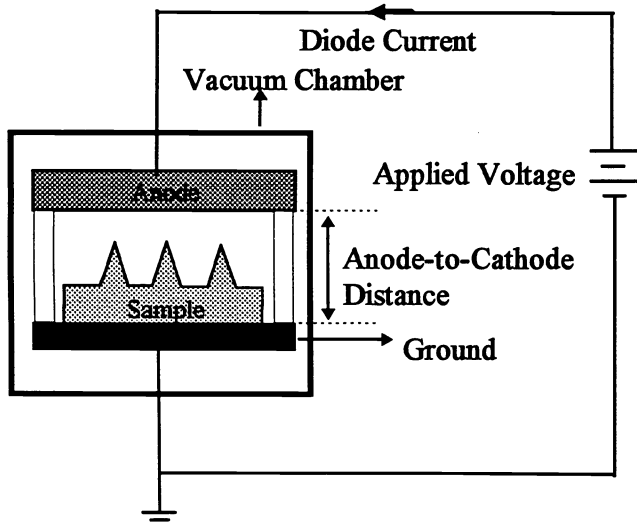 Diode Current
Vacuum Chamber
Anode
Applied Voltage
Anode-to-Cathode
Distance
Sample
Ground